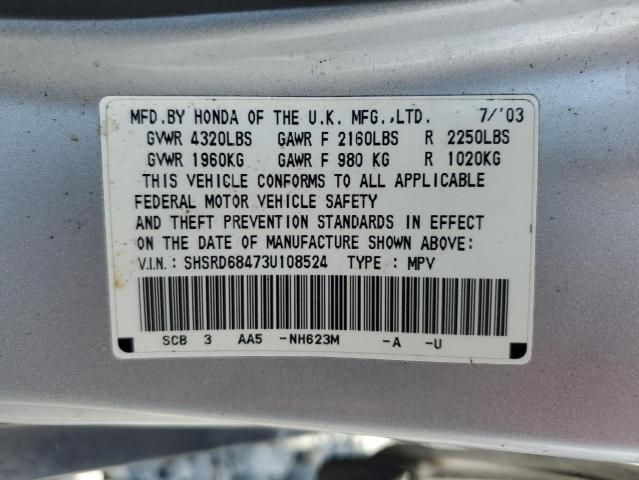 MFD.BY HONDA OF THE U.K. MFG.,LTD. 7/'03
GVWR 4320LBS GAWR F 2160LBS R 2250LBS
GVWR 1960KG GAWR F 980 KG R 1020KG
THIS VEHICLE CONFORMS TO ALL APPLICABLE
FEDERAL MOTOR VEHICLE SAFETY
AND THEFT PREVENTION STANDARDS IN EFFECT
ON THE DATE OF MANUFACTURE SHOWN ABOVE:
V.I.N.: SHSRD68473U108524 TYPE : MPV
SCB 3 AA5 -NH623M -A -U